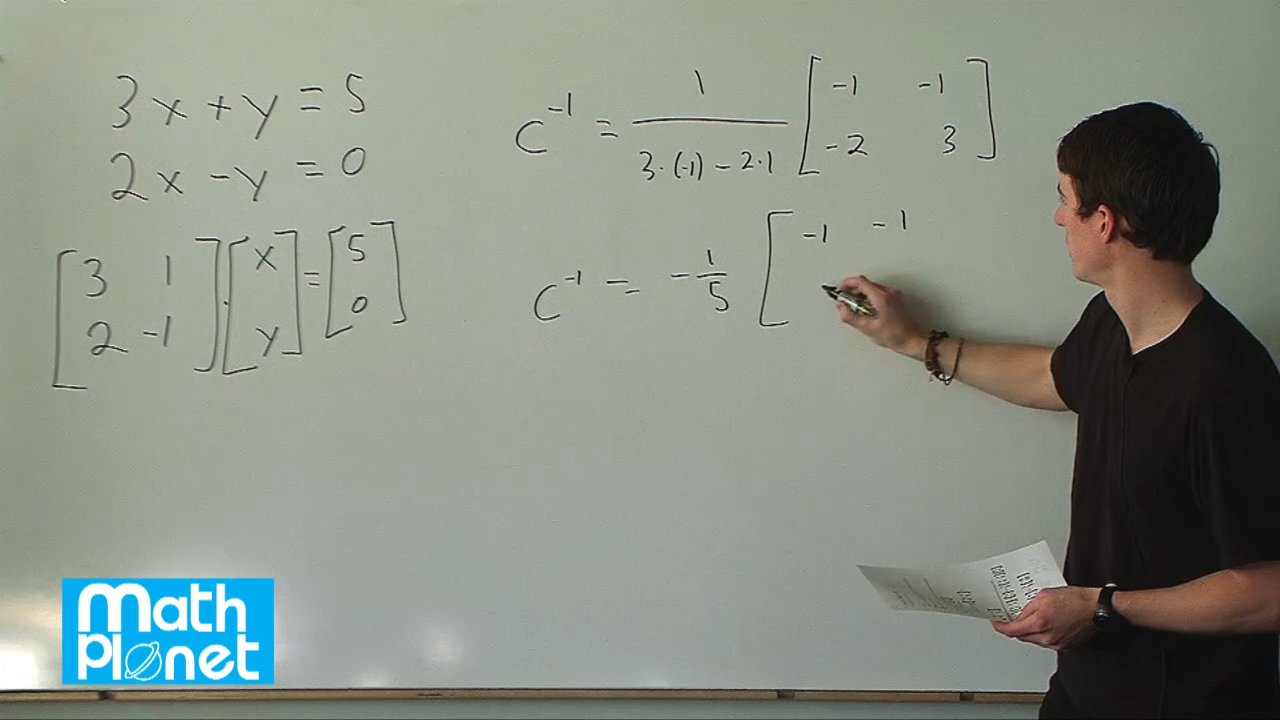 3x + y = 5
2x - y = 0
[3 1
2 -1] · [x
y] = [5
0]
C⁻¹ = 1 / (3·(-1) - 2·1) [-1 -1
-2 3]
C⁻¹ = -1/5 [-1 -1
Math
Planet